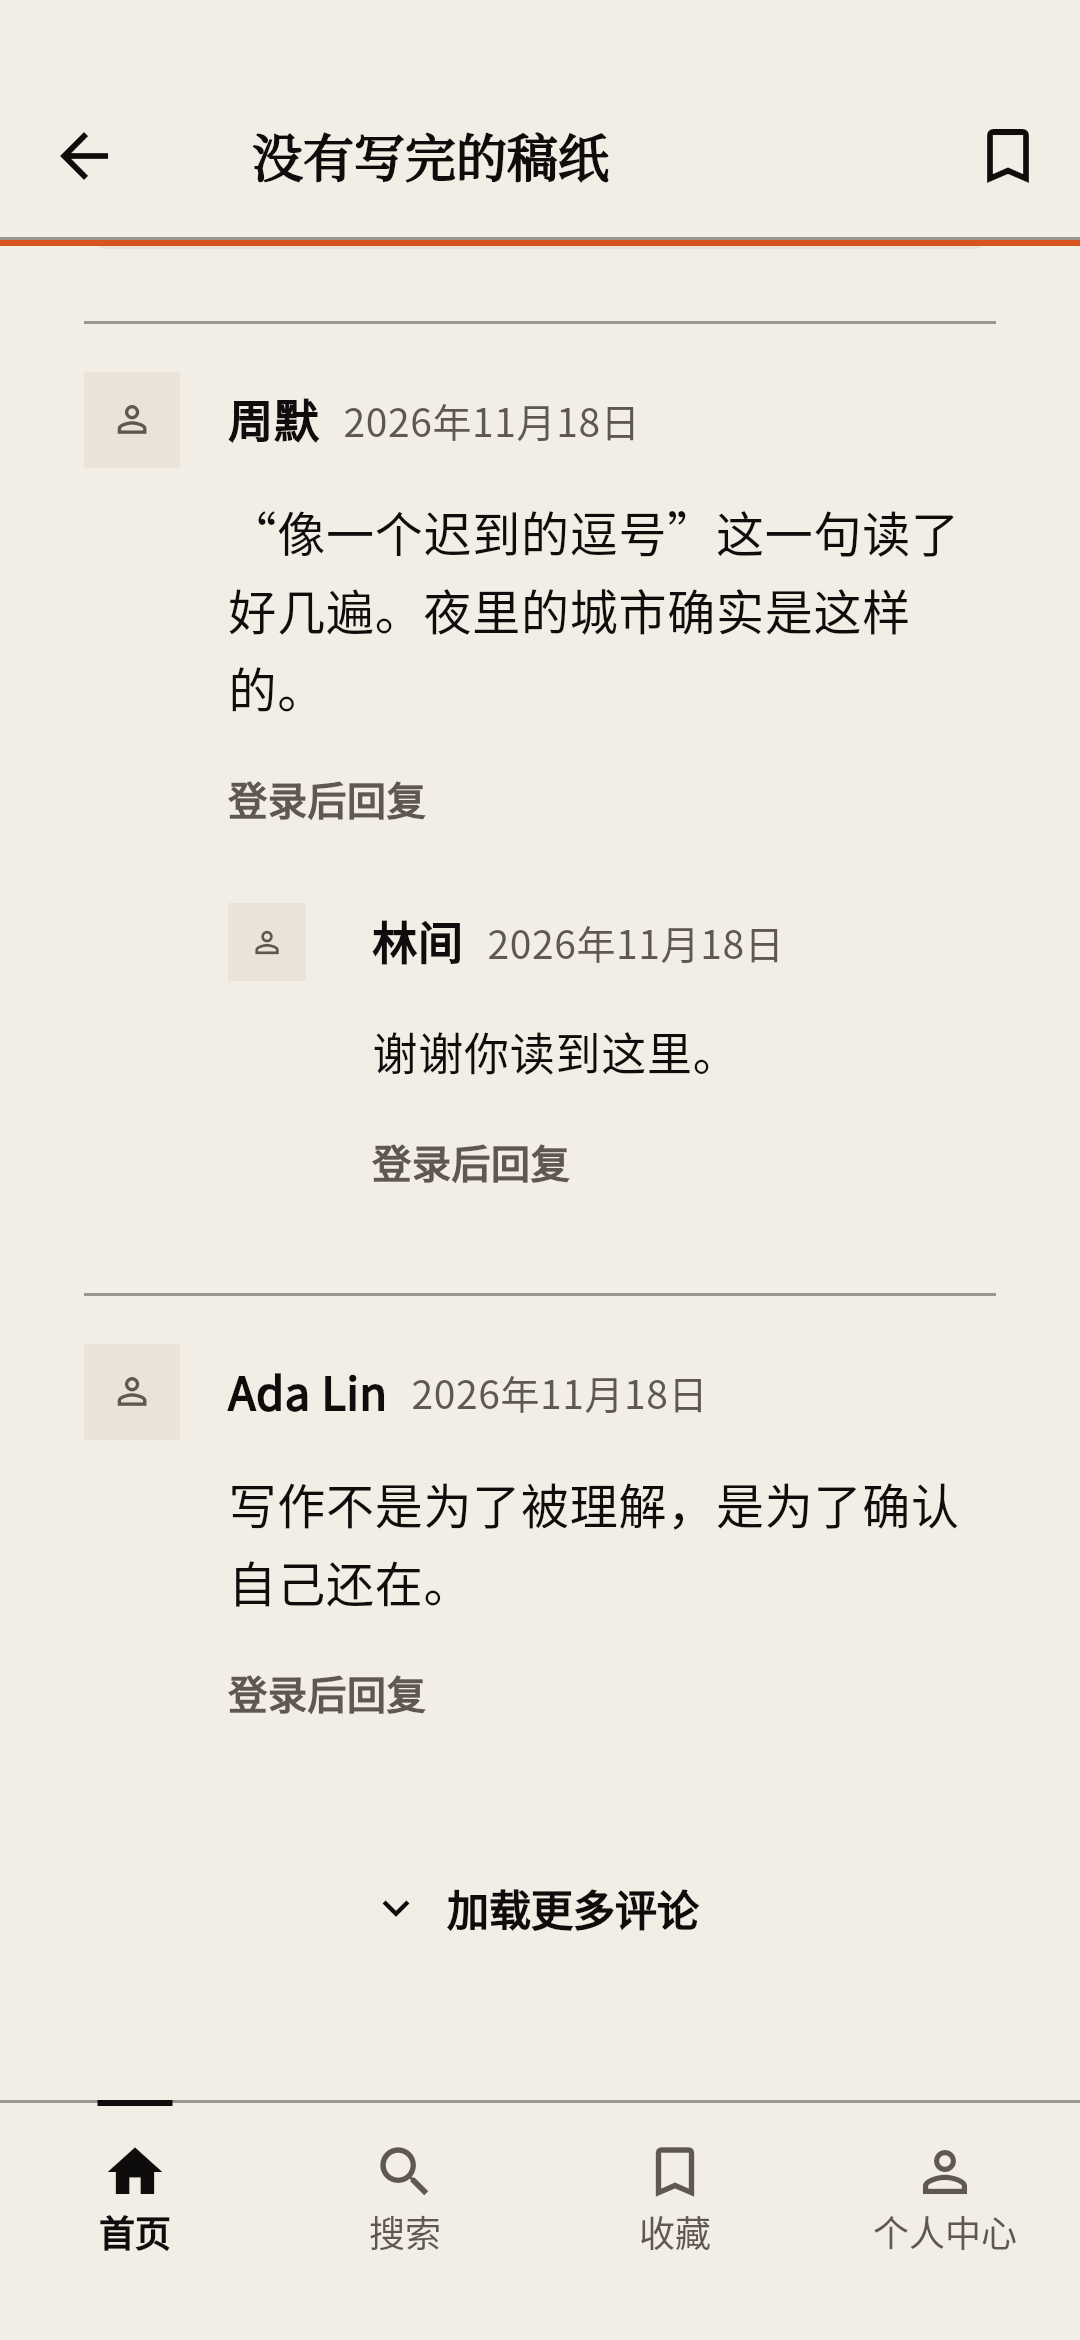 没有写完的稿纸
周默 2026年11月18日
“像一个迟到的逗号”这一句读了
好几遍。夜里的城市确实是这样
的。
登录后回复
林间 2026年11月18日
谢谢你读到这里。
登录后回复
Ada Lin 2026年11月18日
写作不是为了被理解，是为了确认
自己还在。
登录后回复
加载更多评论
首页 搜索 收藏 个人中心